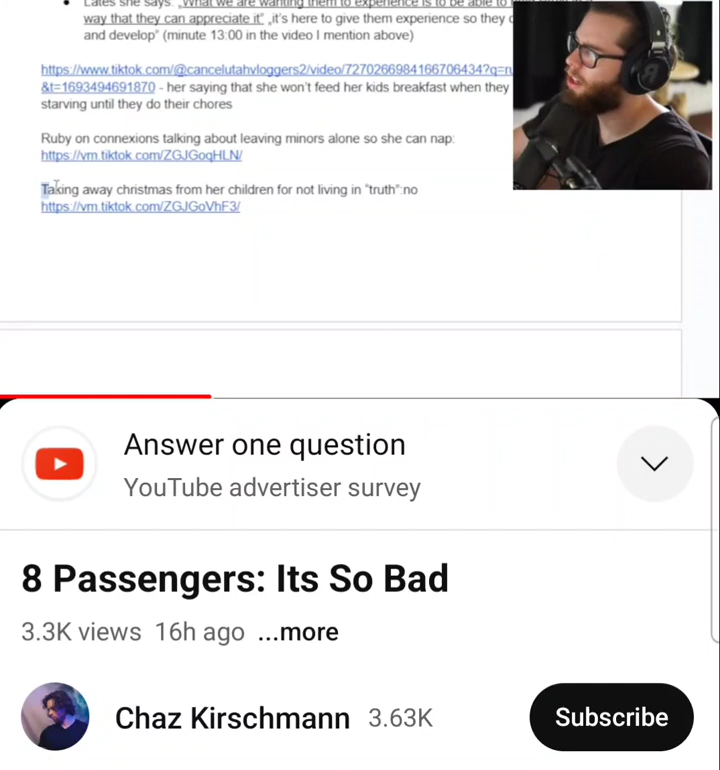 Lates she says: „What we are wanting them to experience is to be able to
way that they can appreciate it" „it's here to give them experience so they
and develop" (minute 13:00 in the video I mention above)
https://www.tiktok.com/@cancelutahvloggers2/video/7270266984166706434?q=
&t=1693494691870 - her saying that she won't feed her kids breakfast when they
starving until they do their chores
Ruby on connexions talking about leaving minors alone so she can nap:
https://vm.tiktok.com/ZGJGoqHLN/
Taking away christmas from her children for not living in "truth":no
https://vm.tiktok.com/ZGJGoVhF3/
Answer one question
YouTube advertiser survey
8 Passengers: Its So Bad
3.3K views 16h ago ...more
Chaz Kirschmann 3.63K
Subscribe